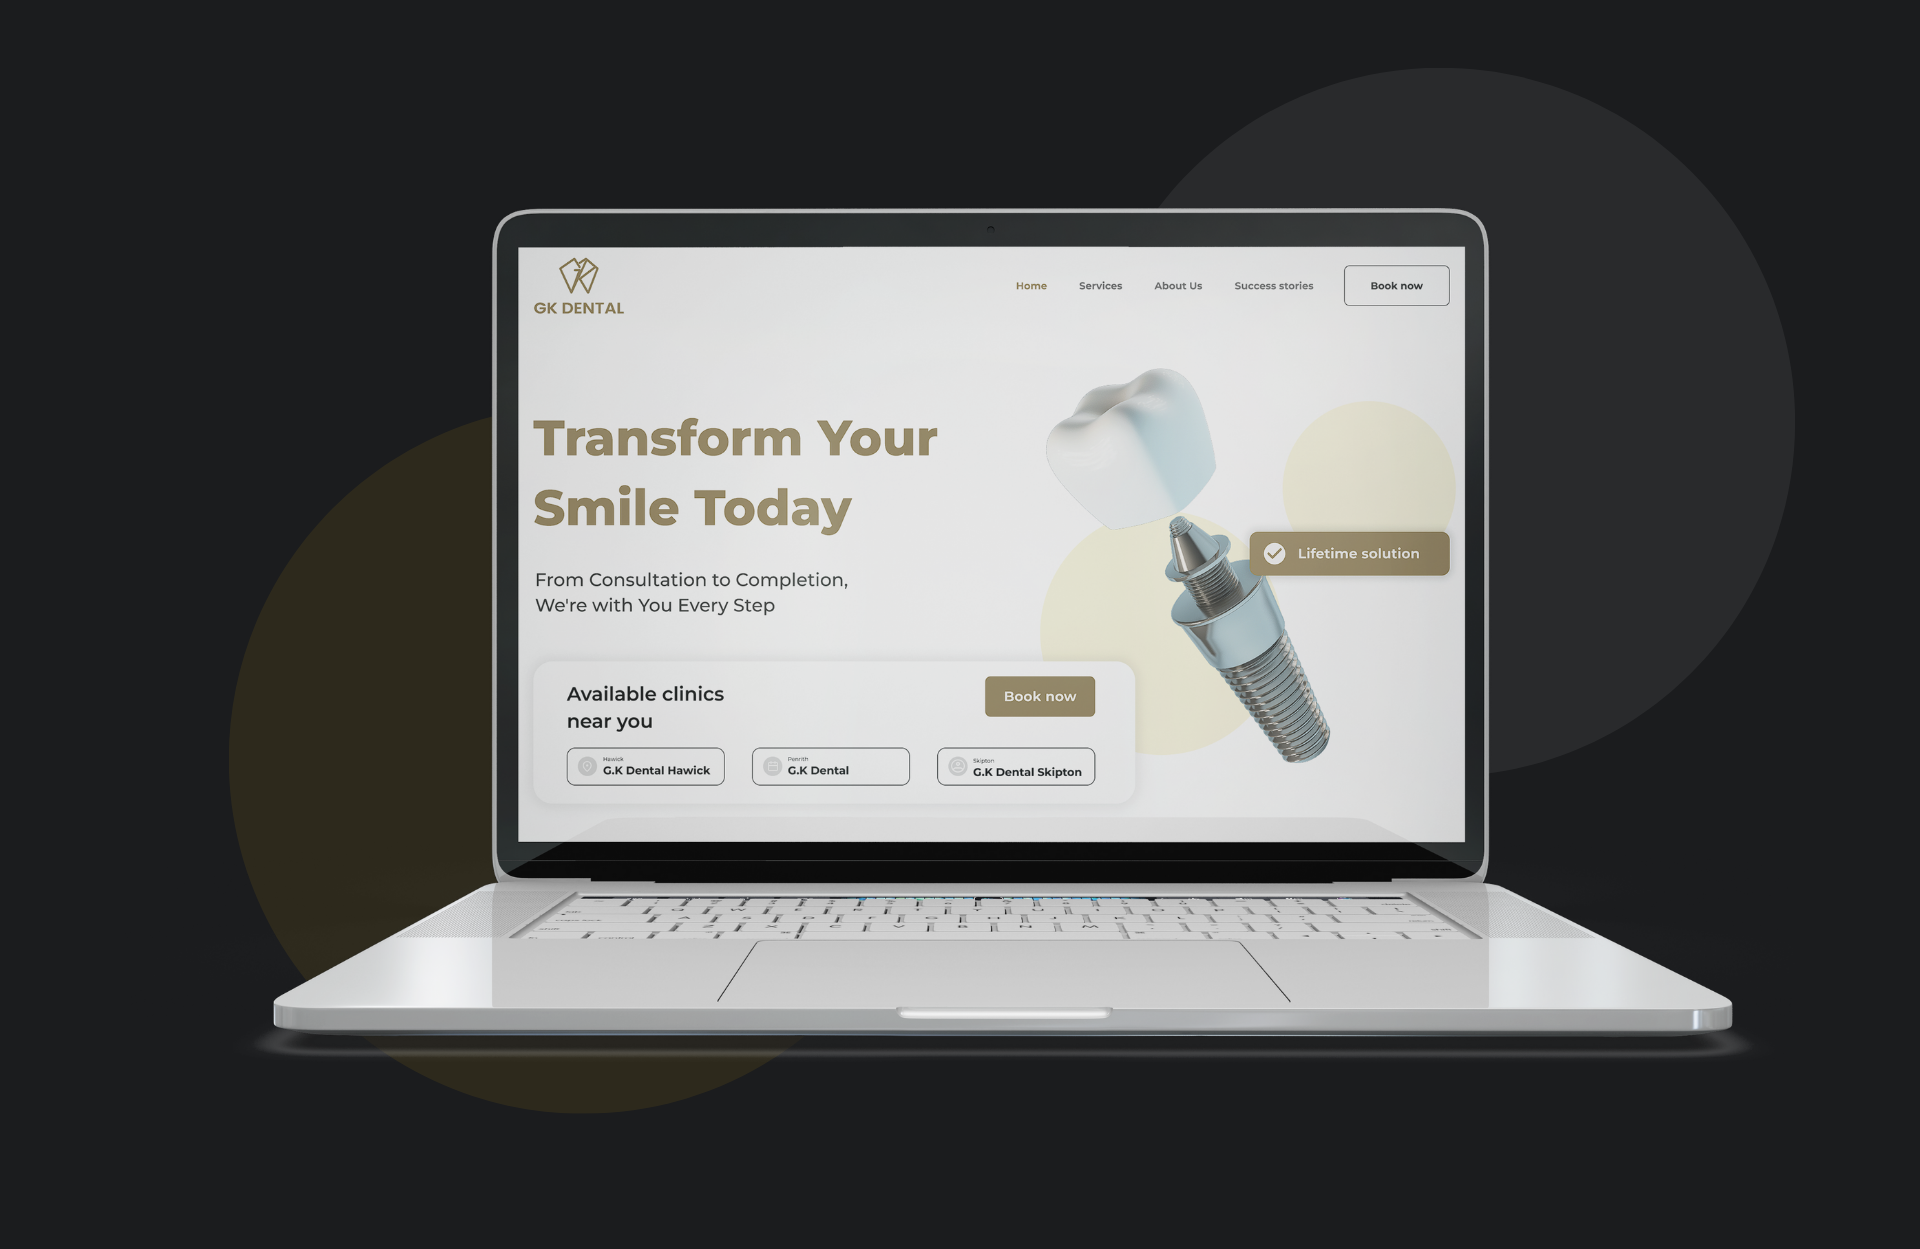 GK DENTAL
Home
Services
About Us
Success stories
Book now
Transform Your
Smile Today
From Consultation to Completion,
We're with You Every Step
Lifetime solution
Available clinics
near you
Book now
Hawick
G.K Dental Hawick
Penrith
G.K Dental
Skipton
G.K Dental Skipton